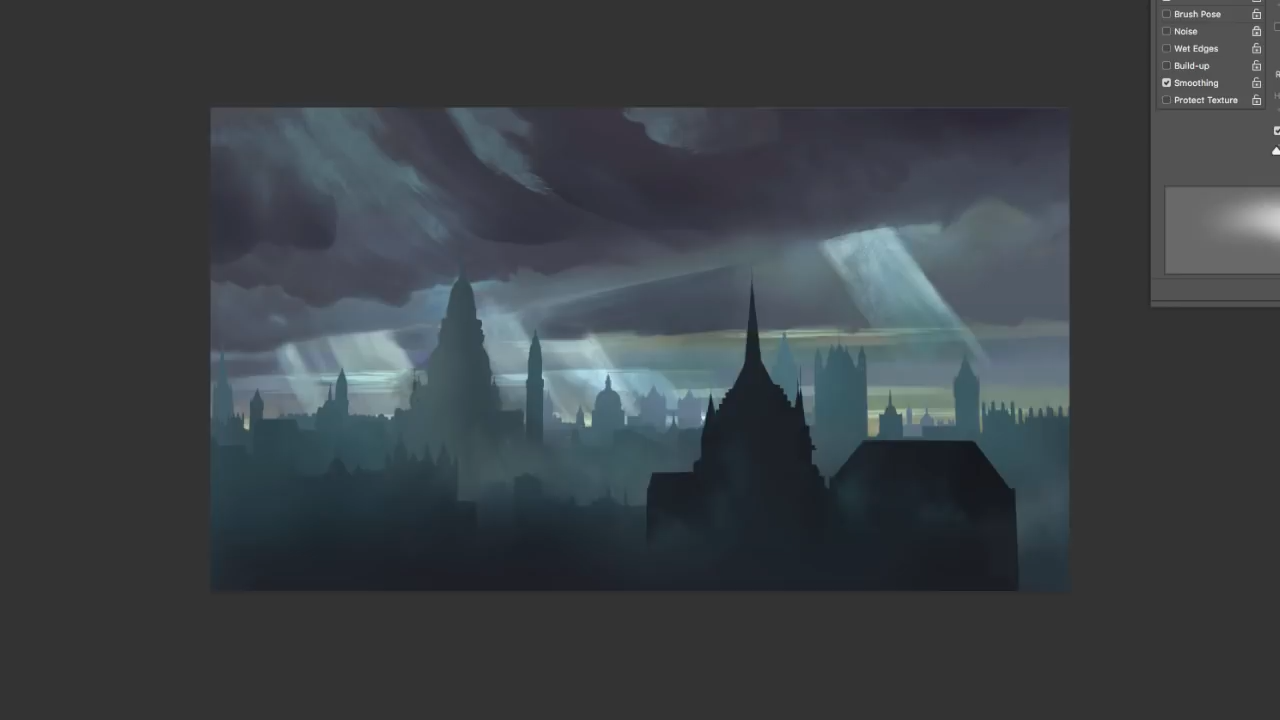 Brush Pose
Noise
Wet Edges
Build-up
Smoothing
Protect Texture